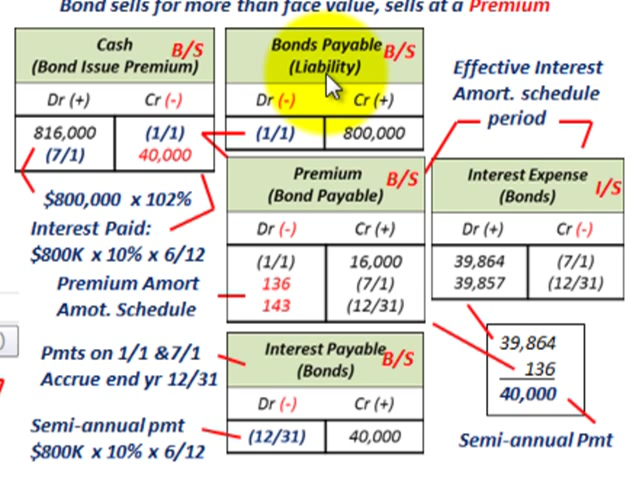 Bond sells for more than face value, sells at a Premium
Cash B/S
(Bond Issue Premium)
Dr (+) Cr (-)
816,000 (1/1)
(7/1) 40,000
Bonds Payable B/S
(Liability)
Dr (-) Cr (+)
(1/1) 800,000
Effective Interest
Amort. schedule
period
$800,000 x 102%
Interest Paid:
$800K x 10% x 6/12
Premium Amort
Amot. Schedule
Premium B/S
(Bond Payable)
Dr (-) Cr (+)
(1/1) 16,000
136 (7/1)
143 (12/31)
Interest Expense
(Bonds) I/S
Dr (+) Cr (-)
39,864 (7/1)
39,857 (12/31)
Pmts on 1/1 &7/1
Accrue end yr 12/31
Semi-annual pmt
$800K x 10% x 6/12
Interest Payable B/S
(Bonds)
Dr (-) Cr (+)
(12/31) 40,000
39,864
136
40,000
Semi-annual Pmt
)